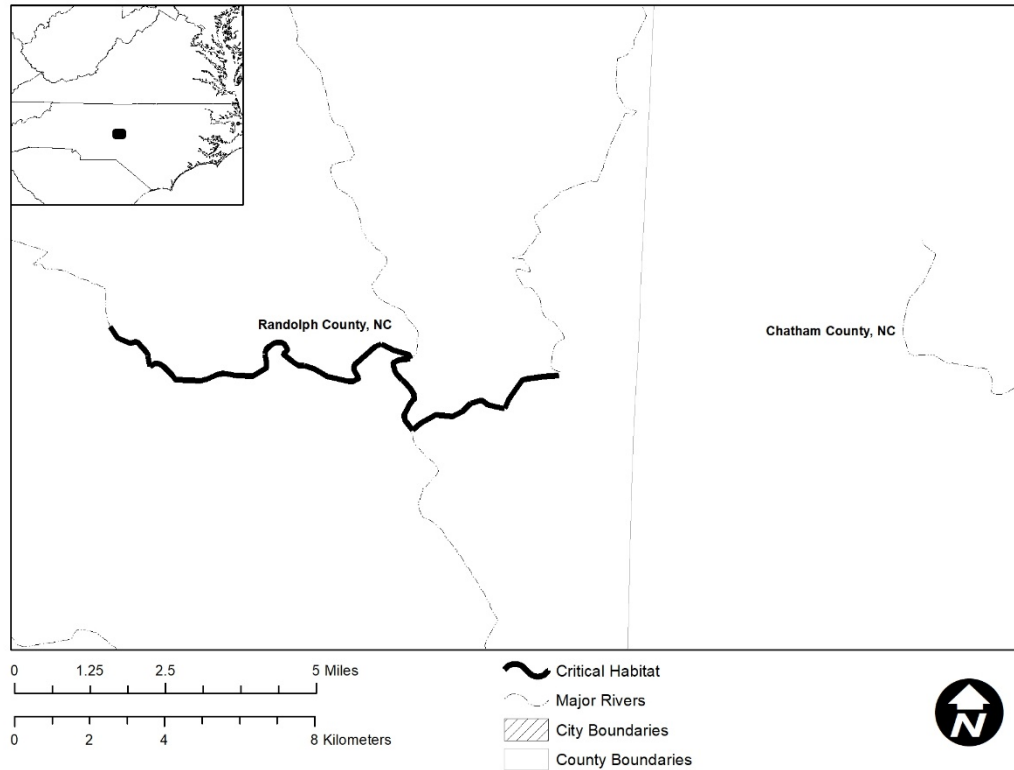 Randolph County, NC
Chatham County, NC
0 1.25 2.5 5 Miles
0 2 4 8 Kilometers
Critical Habitat
Major Rivers
City Boundaries
County Boundaries
N